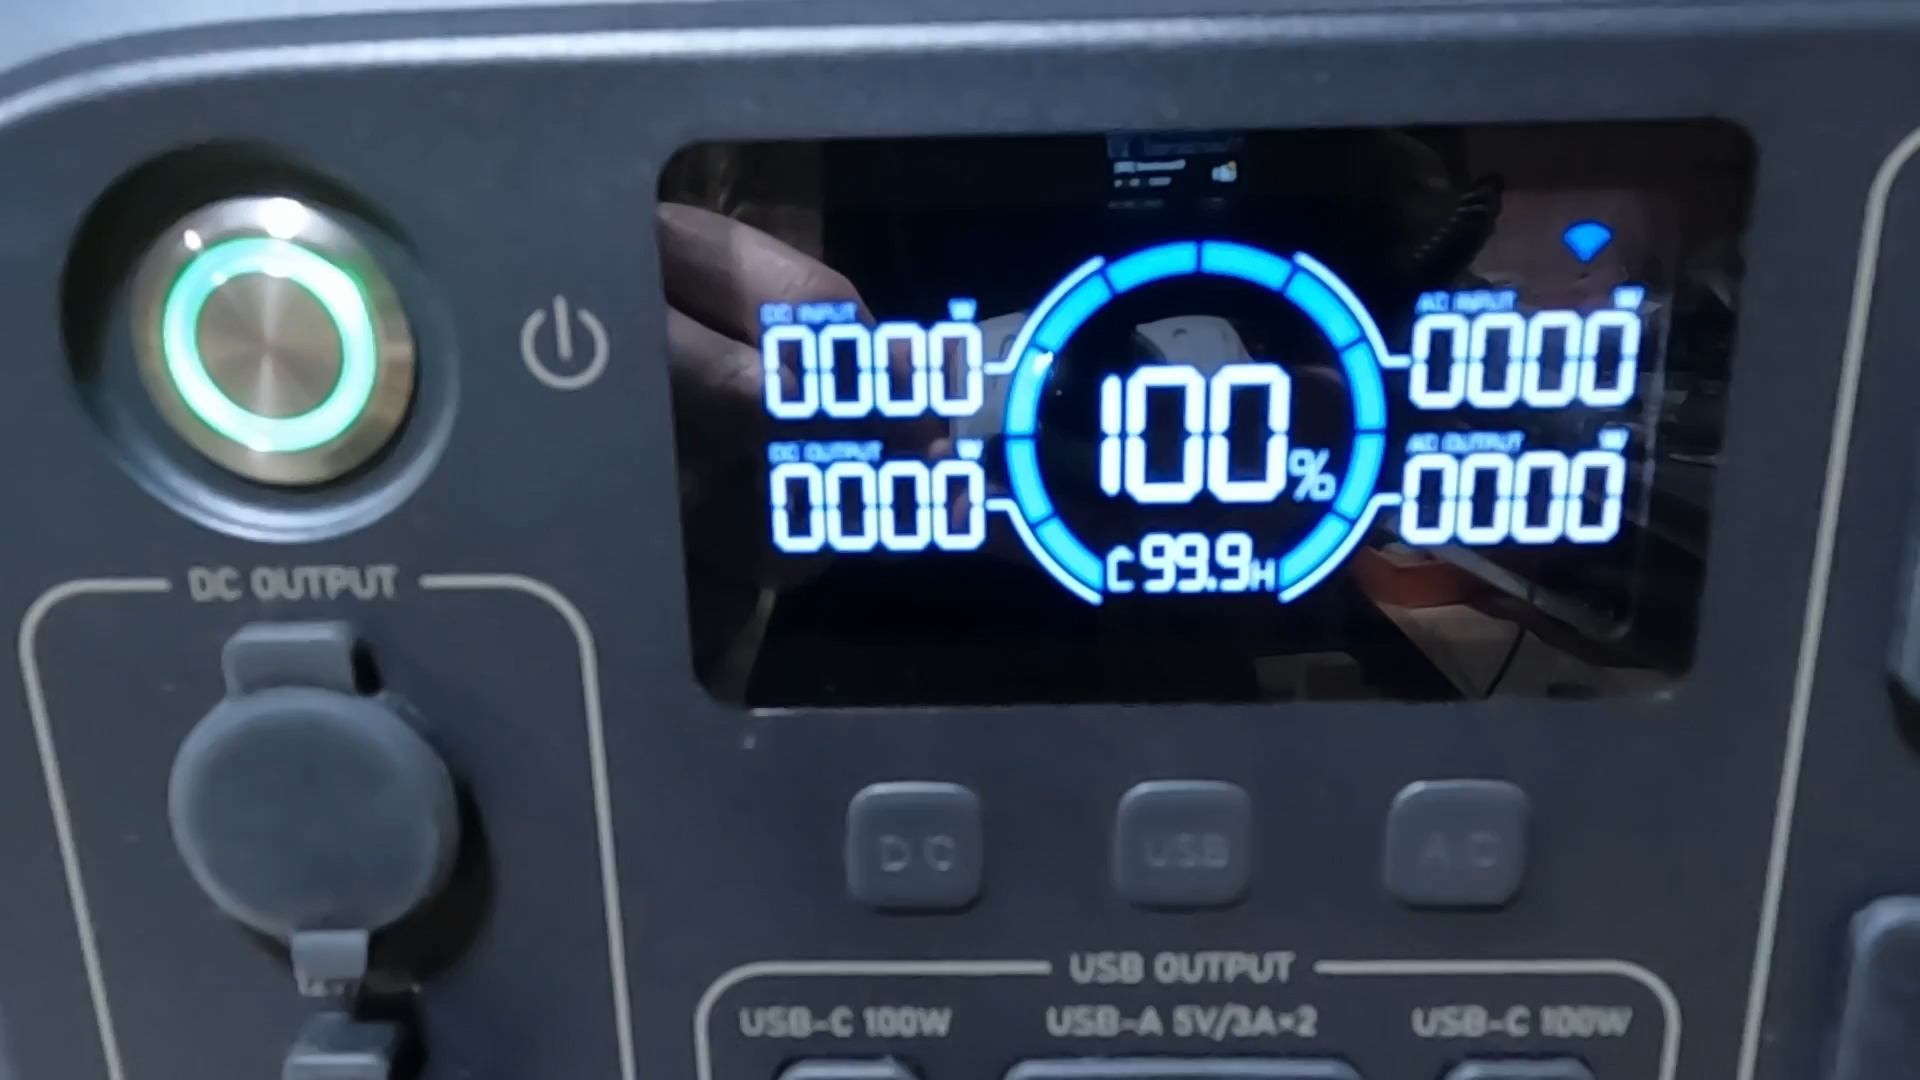 DC INPUT W
0000
DC OUTPUT W
0000
100%
C 99.9H
AC INPUT W
0000
AC OUTPUT W
0000
DC OUTPUT
DC
USB
AC
USB OUTPUT
USB-C 100W
USB-A 5V/3A×2
USB-C 100W